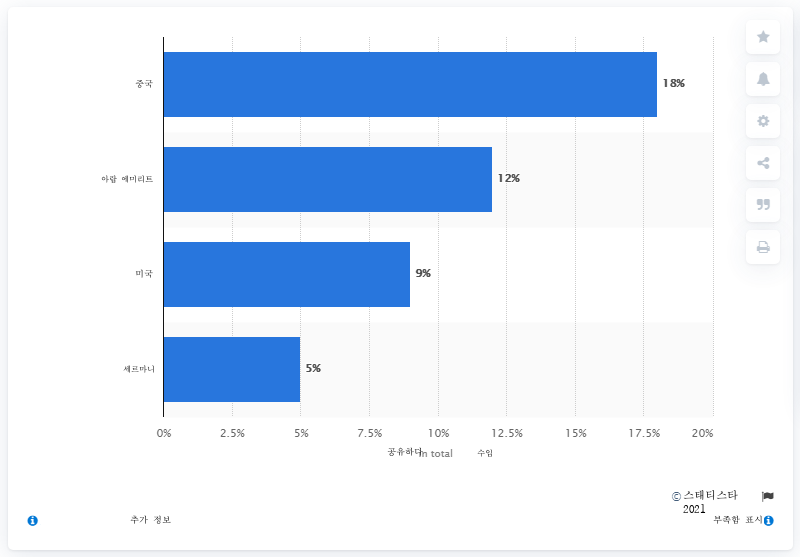 중국
18%
아랍 에미리트
12%
미국
9%
세르마니
5%
0% 2.5% 5% 7.5% 10% 12.5% 15% 17.5% 20%
공유하다 in total 수입
© 스태티스타
2021
추가 정보
부족함 표시